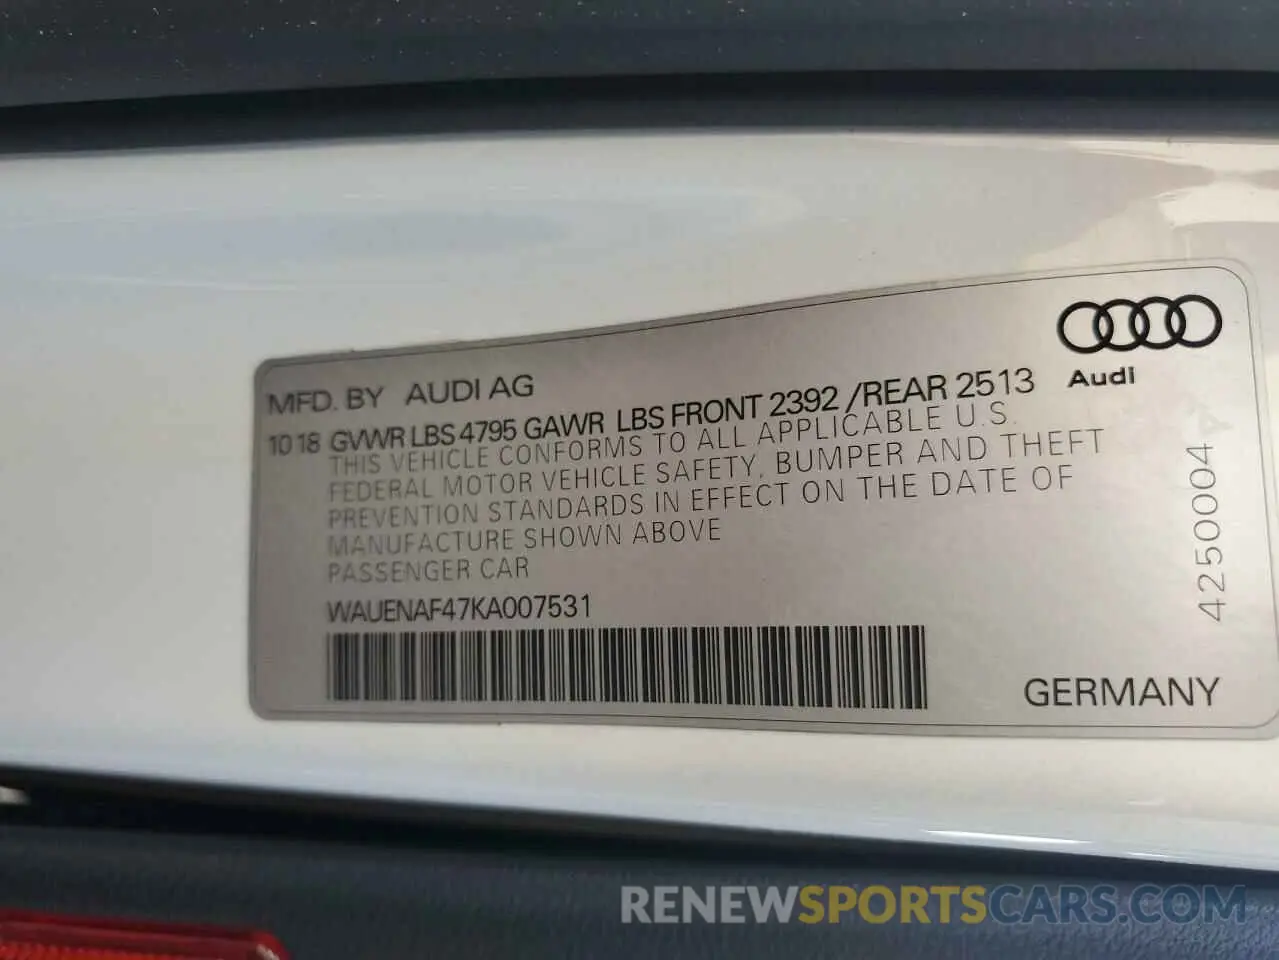 MFD. BY AUDI AG
Audi
10 18 GVWR LBS 4795 GAWR LBS FRONT 2392 /REAR 2513
THIS VEHICLE CONFORMS TO ALL APPLICABLE U.S.
FEDERAL MOTOR VEHICLE SAFETY, BUMPER AND THEFT
PREVENTION STANDARDS IN EFFECT ON THE DATE OF
MANUFACTURE SHOWN ABOVE
PASSENGER CAR
WAUENAF47KA007531
4250004 A
GERMANY
RENEWSPORTSCARS.COM